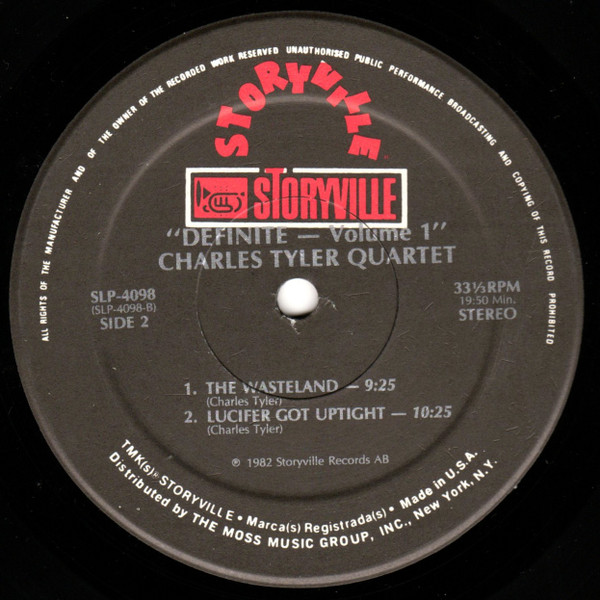 ALL RIGHTS OF THE MANUFACTURER AND OF THE OWNER OF THE RECORDED WORK RESERVED UNAUTHORISED PUBLIC PERFORMANCE BROADCASTING AND COPYING OF THIS RECORD PROHIBITED
STORYVILLE
STORYVILLE
"DEFINITE — Volume 1"
CHARLES TYLER QUARTET
SLP-4098
(SLP-4098-B)
SIDE 2
33⅓RPM
19:50 Min.
STEREO
1. THE WASTELAND — 9:25
(Charles Tyler)
2. LUCIFER GOT UPTIGHT — 10:25
(Charles Tyler)
℗ 1982 Storyville Records AB
TMK(s)® STORYVILLE • Marca(s) Registrada(s) • Made in U.S.A.
Distributed by THE MOSS MUSIC GROUP, INC., New York, N.Y.